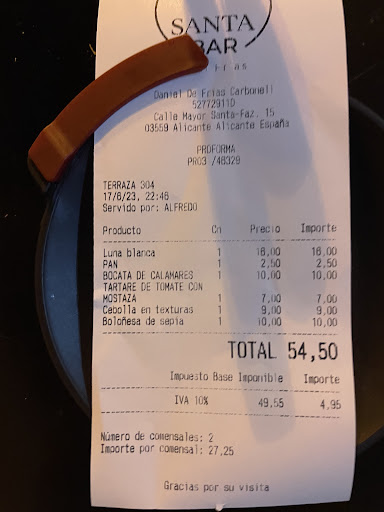 SANTA
BAR
Daniel De Frias Carbonell
52772911D
Calle Mayor Santa-Faz, 15
03559 Alicante Alicante España
PROFORMA
PRO3 /46329
TERRAZA 304
17/6/23, 22:46
Servido por: ALFREDO
Producto Cn Precio Importe
Luna blanca 1 16,00 16,00
PAN 1 2,50 2,50
BOCATA DE CALAMARES 1 10,00 10,00
TARTARE DE TOMATE CON
MOSTAZA 1 7,00 7,00
Cebolla en texturas 1 9,00 9,00
Boloñesa de sepia 1 10,00 10,00
TOTAL 54,50
Impuesto Base Imponible Importe
IVA 10% 49,55 4,95
Número de comensales: 2
Importe por comensal: 27,25
Gracias por su visita